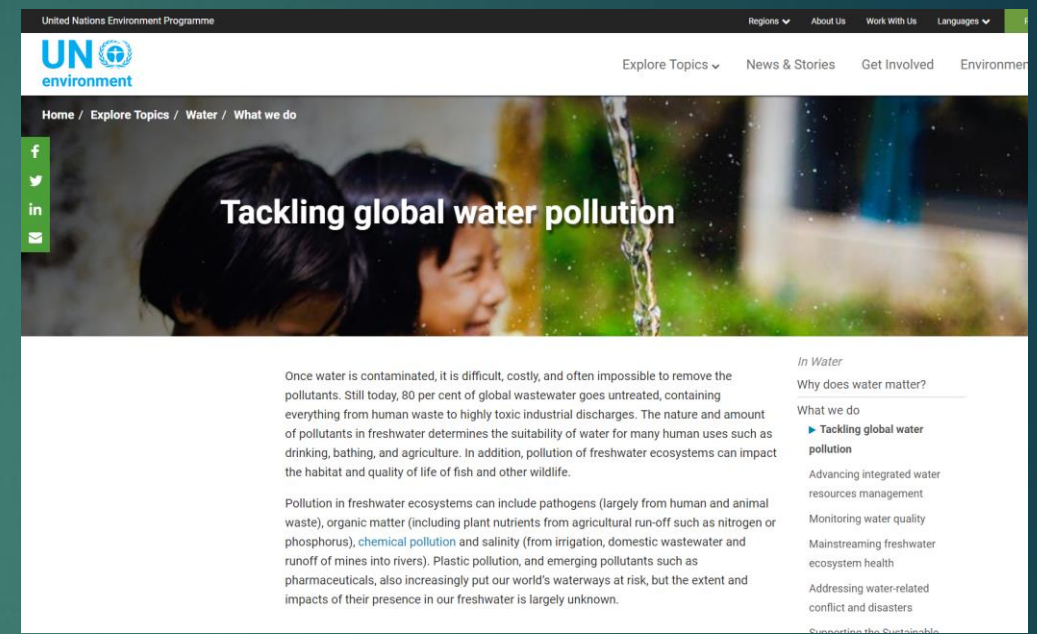 United Nations Environment Programme
Regions About Us Work With Us Languages
UN
environment
Explore Topics News & Stories Get Involved
Home / Explore Topics / Water / What we do
Tackling global water pollution
Once water is contaminated, it is difficult, costly, and often impossible to remove the
pollutants. Still today, 80 per cent of global wastewater goes untreated, containing
everything from human waste to highly toxic industrial discharges. The nature and amount
of pollutants in freshwater determines the suitability of water for many human uses such as
drinking, bathing, and agriculture. In addition, pollution of freshwater ecosystems can impact
the habitat and quality of life of fish and other wildlife.
Pollution in freshwater ecosystems can include pathogens (largely from human and animal
waste), organic matter (including plant nutrients from agricultural run-off such as nitrogen or
phosphorus), chemical pollution and salinity (from irrigation, domestic wastewater and
runoff of mines into rivers). Plastic pollution, and emerging pollutants such as
pharmaceuticals, also increasingly put our world's waterways at risk, but the extent and
impacts of their presence in our freshwater is largely unknown.
In Water
Why does water matter?
What we do
Tackling global water
pollution
Advancing integrated water
resources management
Monitoring water quality
Mainstreaming freshwater
ecosystem health
Addressing water-related
conflict and disasters
Supporting the Sustainable